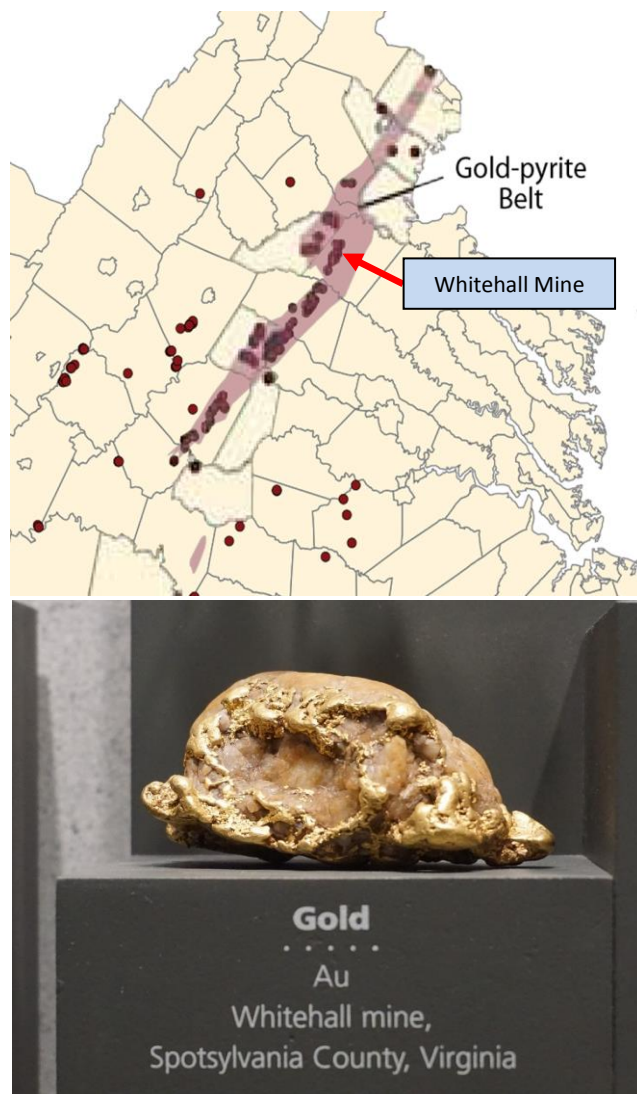 Gold-pyrite
Belt
Whitehall Mine
Gold
.....
Au
Whitehall mine,
Spotsylvania County, Virginia